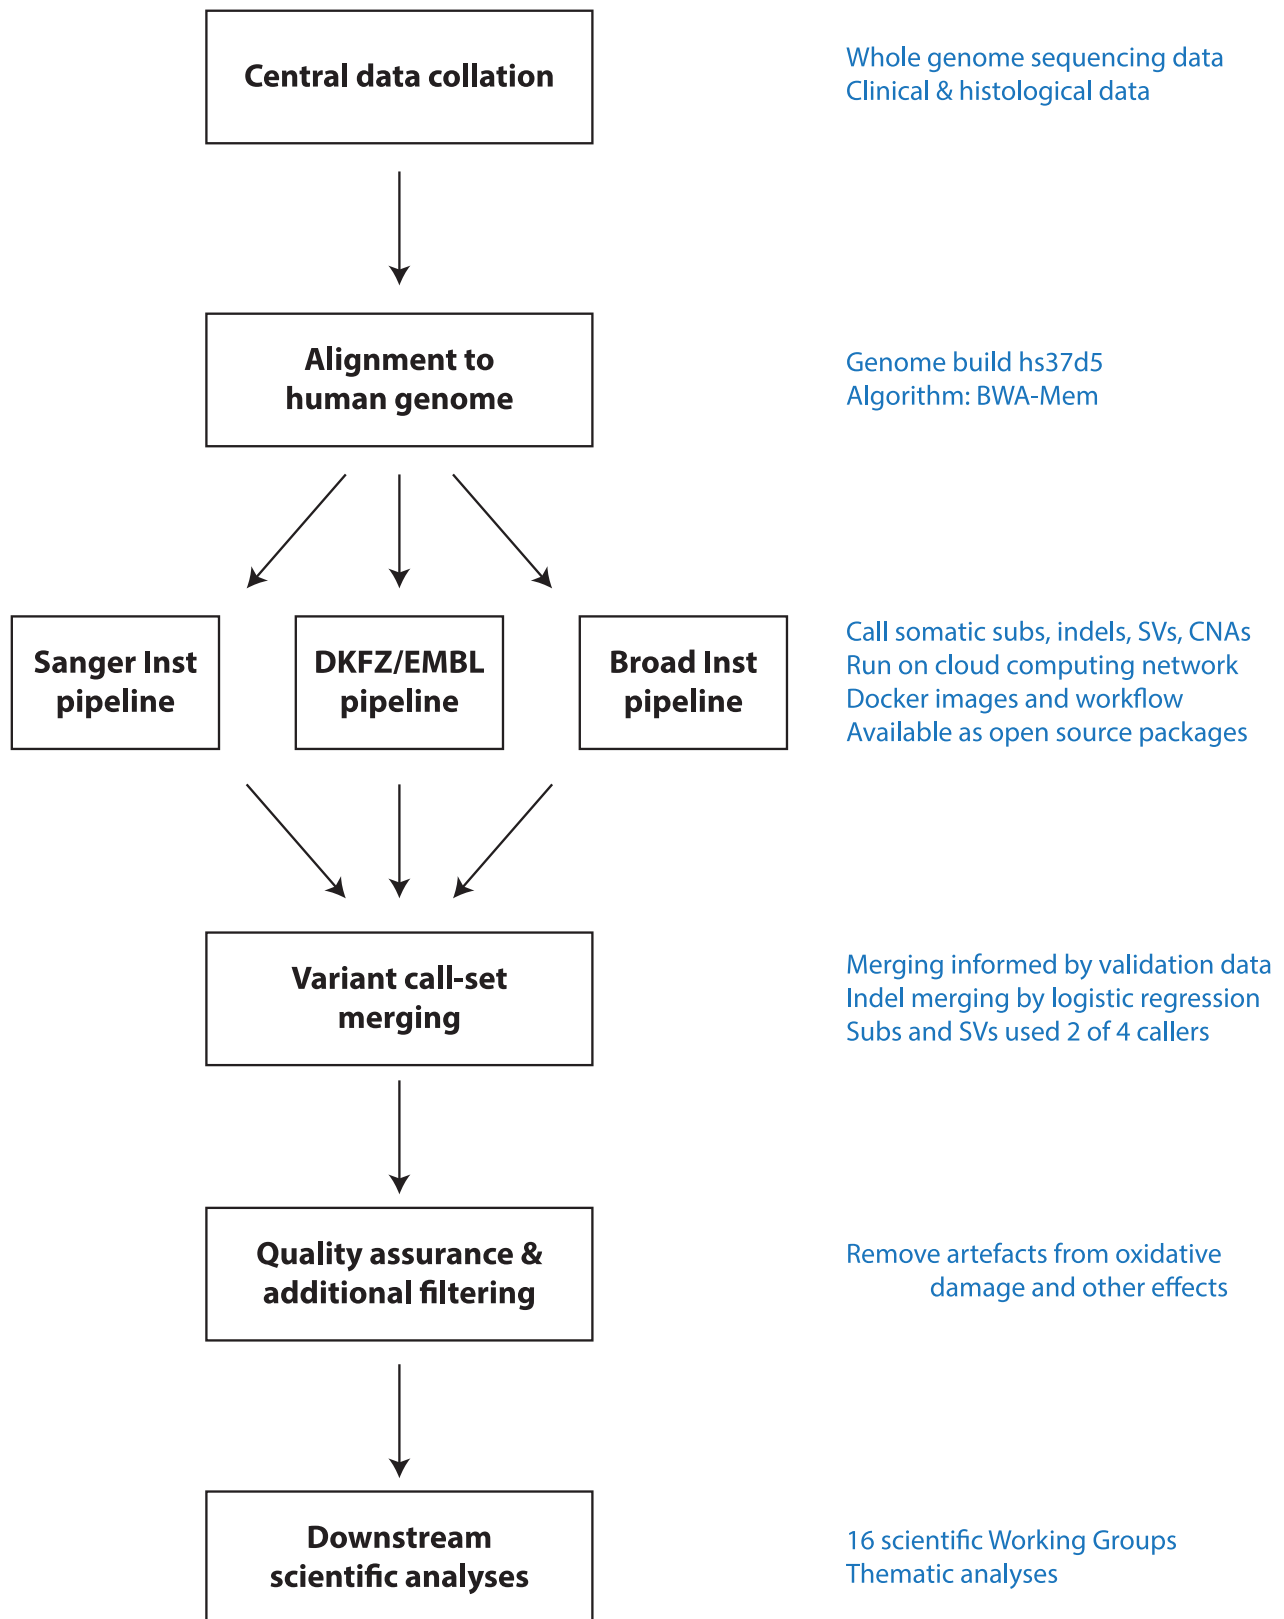 Central data collation
Whole genome sequencing data
Clinical & histological data
Alignment to
human genome
Genome build hs37d5
Algorithm: BWA-Mem
Sanger Inst
pipeline
DKFZ/EMBL
pipeline
Broad Inst
pipeline
Call somatic subs, indels, SVs, CNAs
Run on cloud computing network
Docker images and workflow
Available as open source packages
Variant call-set
merging
Merging informed by validation data
Indel merging by logistic regression
Subs and SVs used 2 of 4 callers
Quality assurance &
additional filtering
Remove artefacts from oxidative
damage and other effects
Downstream
scientific analyses
16 scientific Working Groups
Thematic analyses